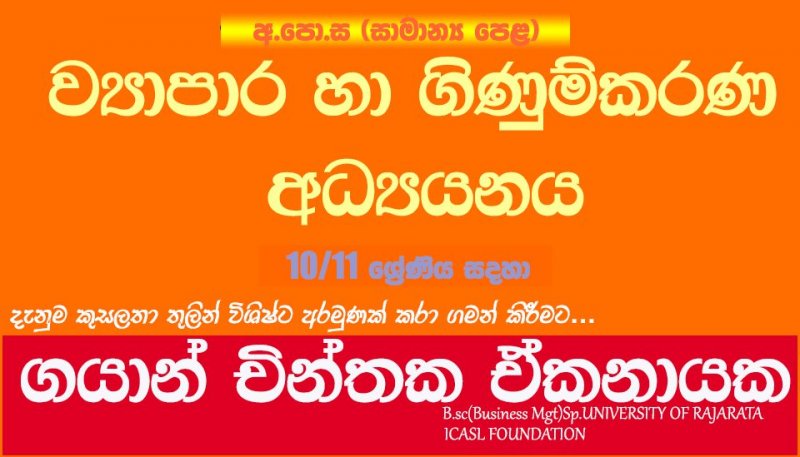 අ.පො.ස (සාමාන්‍ය පෙළ)
ව්‍යාපාර හා ගිණුම්කරණ
අධ්‍යයනය
10/11 ශ්‍රේණිය සදහා
දැනුම කුසලතා තුලින් විශිෂ්ට අරමුණක් කරා ගමන් කිරීමට...
ගයාන් චින්තක ඒකනායක
B.sc(Business Mgt)Sp.UNIVERSITY OF RAJARATA
ICASL FOUNDATION